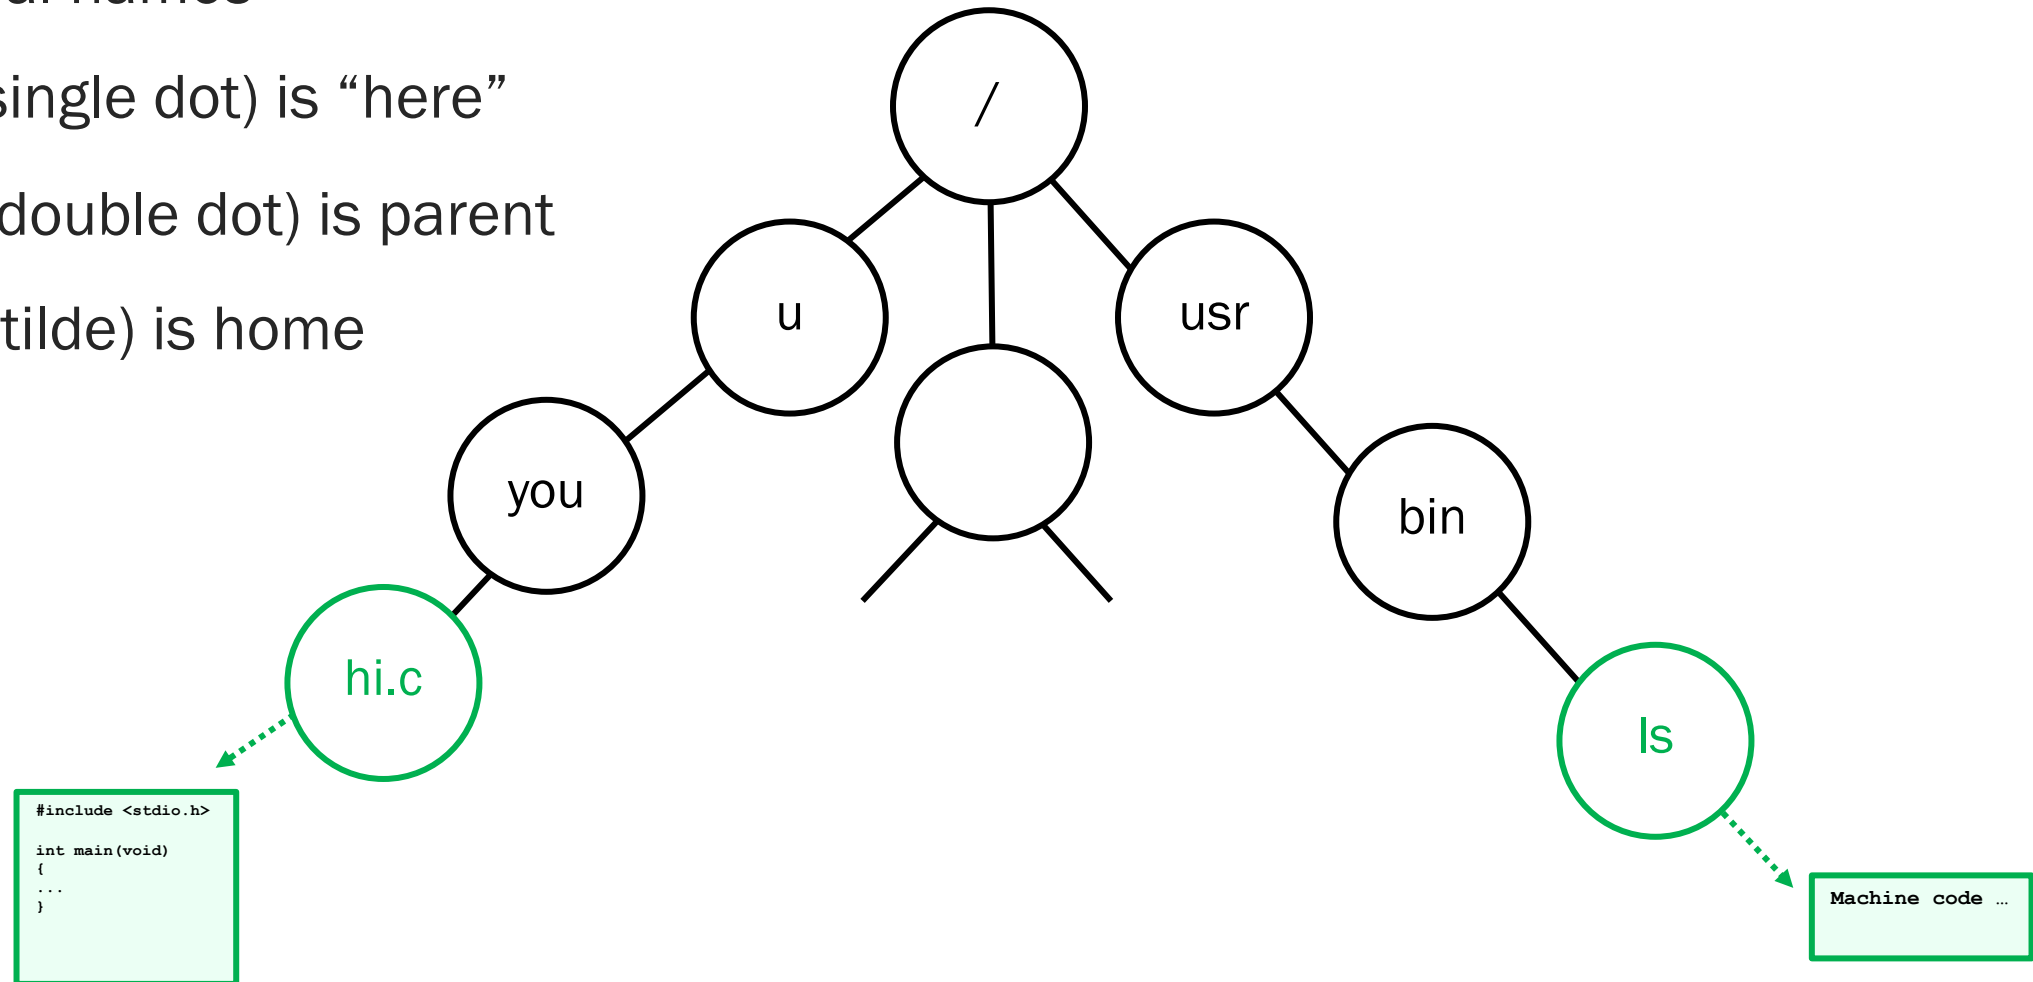 names
single dot) is “here”
double dot) is parent
tilde) is home
/
u
usr
you
bin
hi.c
ls
#include <stdio.h>
int main(void)
{
...
}
Machine code …